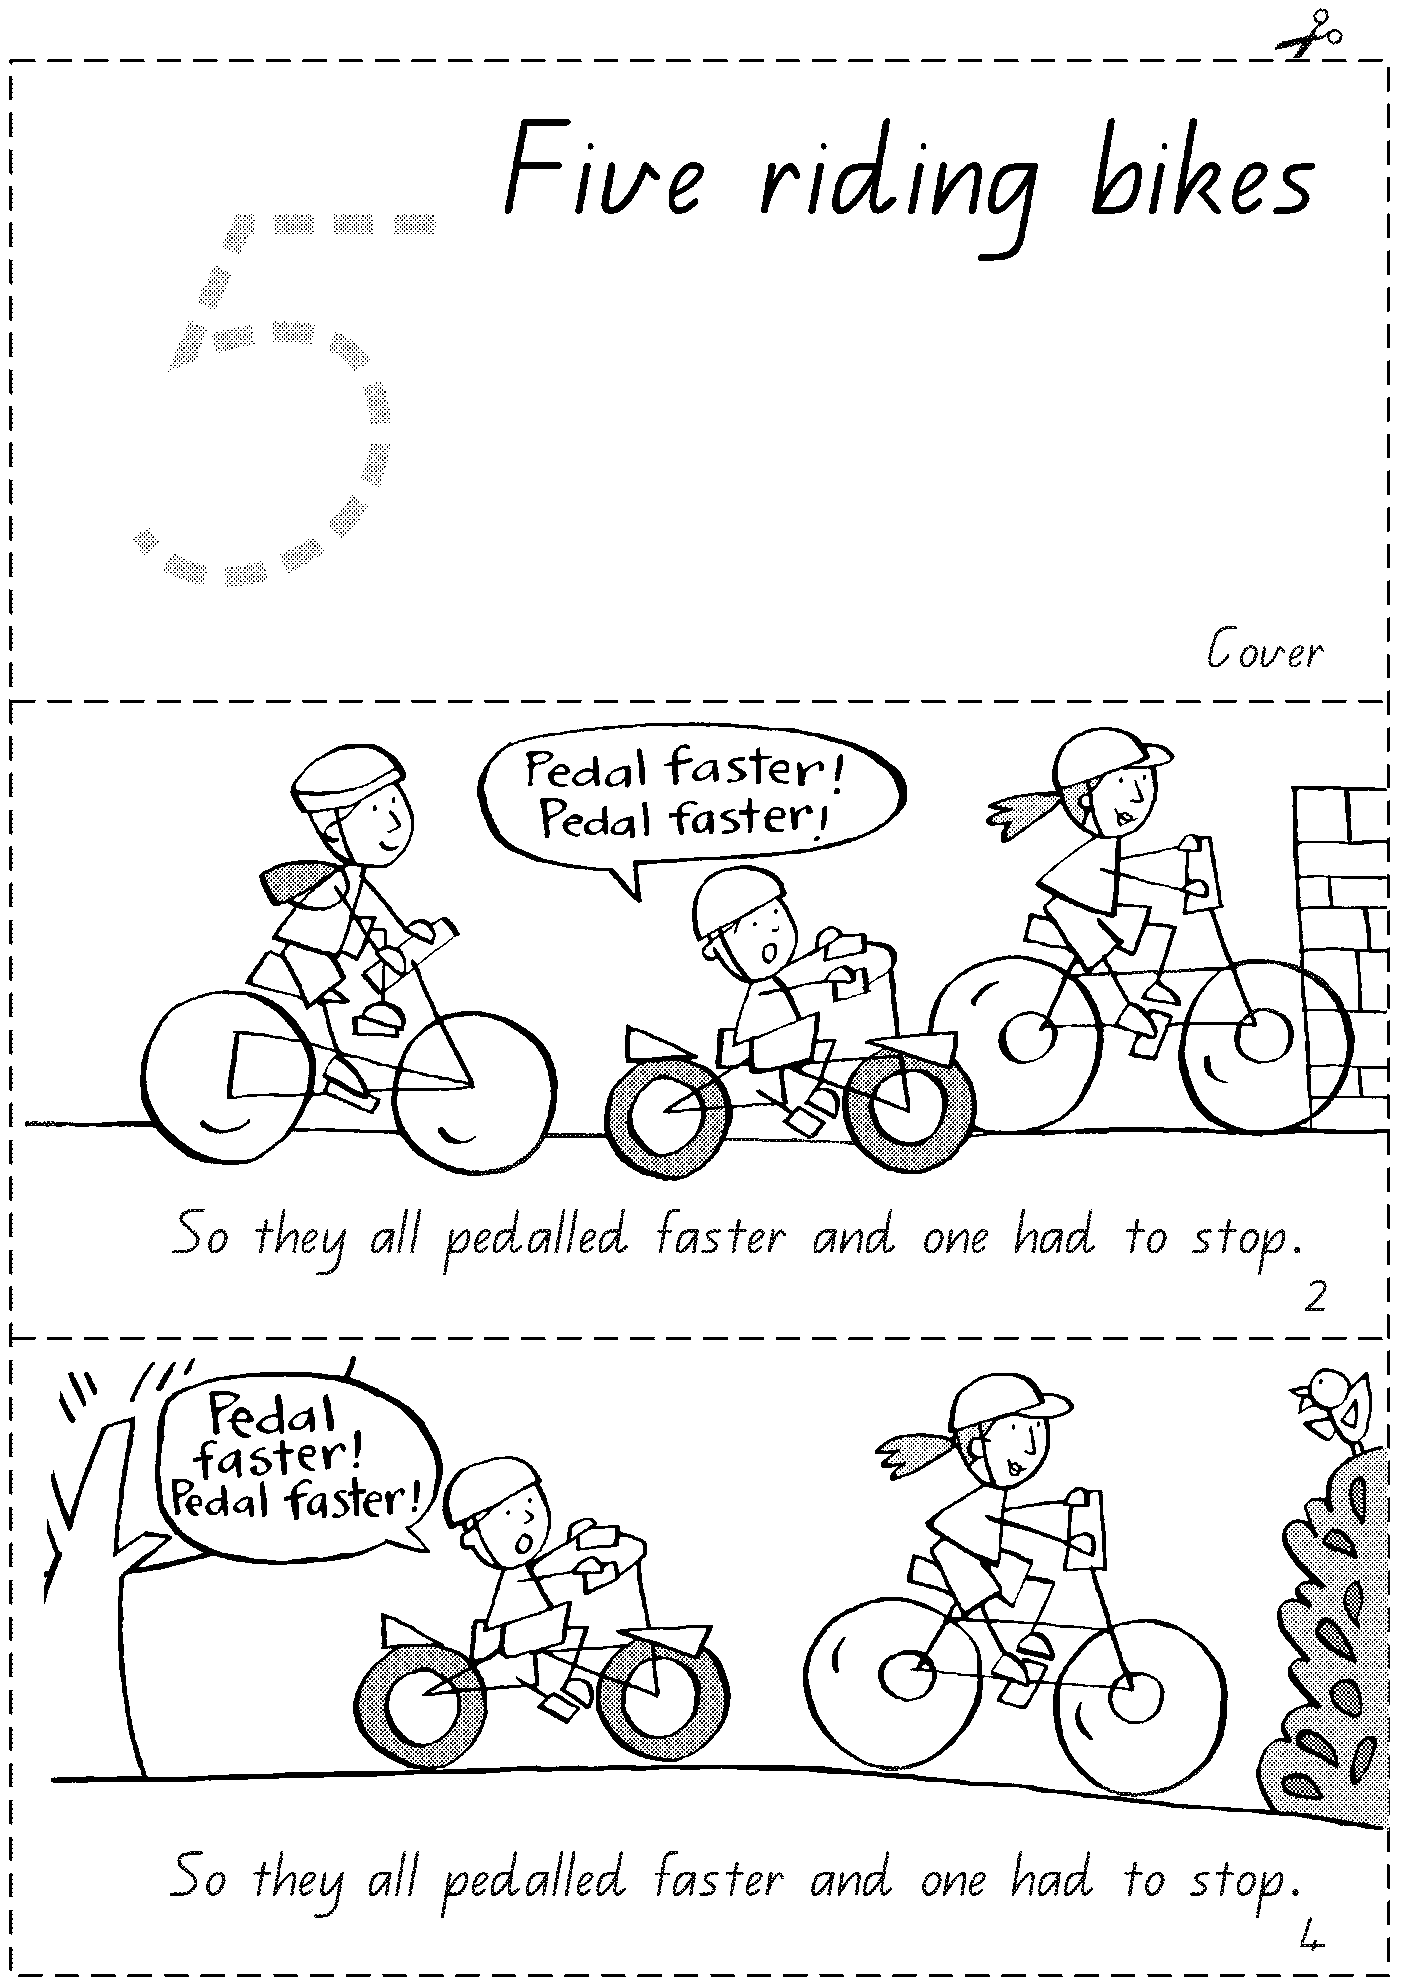 Five riding bikes
5
Cover
Pedal faster!
Pedal faster!
So they all pedalled faster and one had to stop.
2
Pedal
faster!
Pedal faster!
So they all pedalled faster and one had to stop.
4